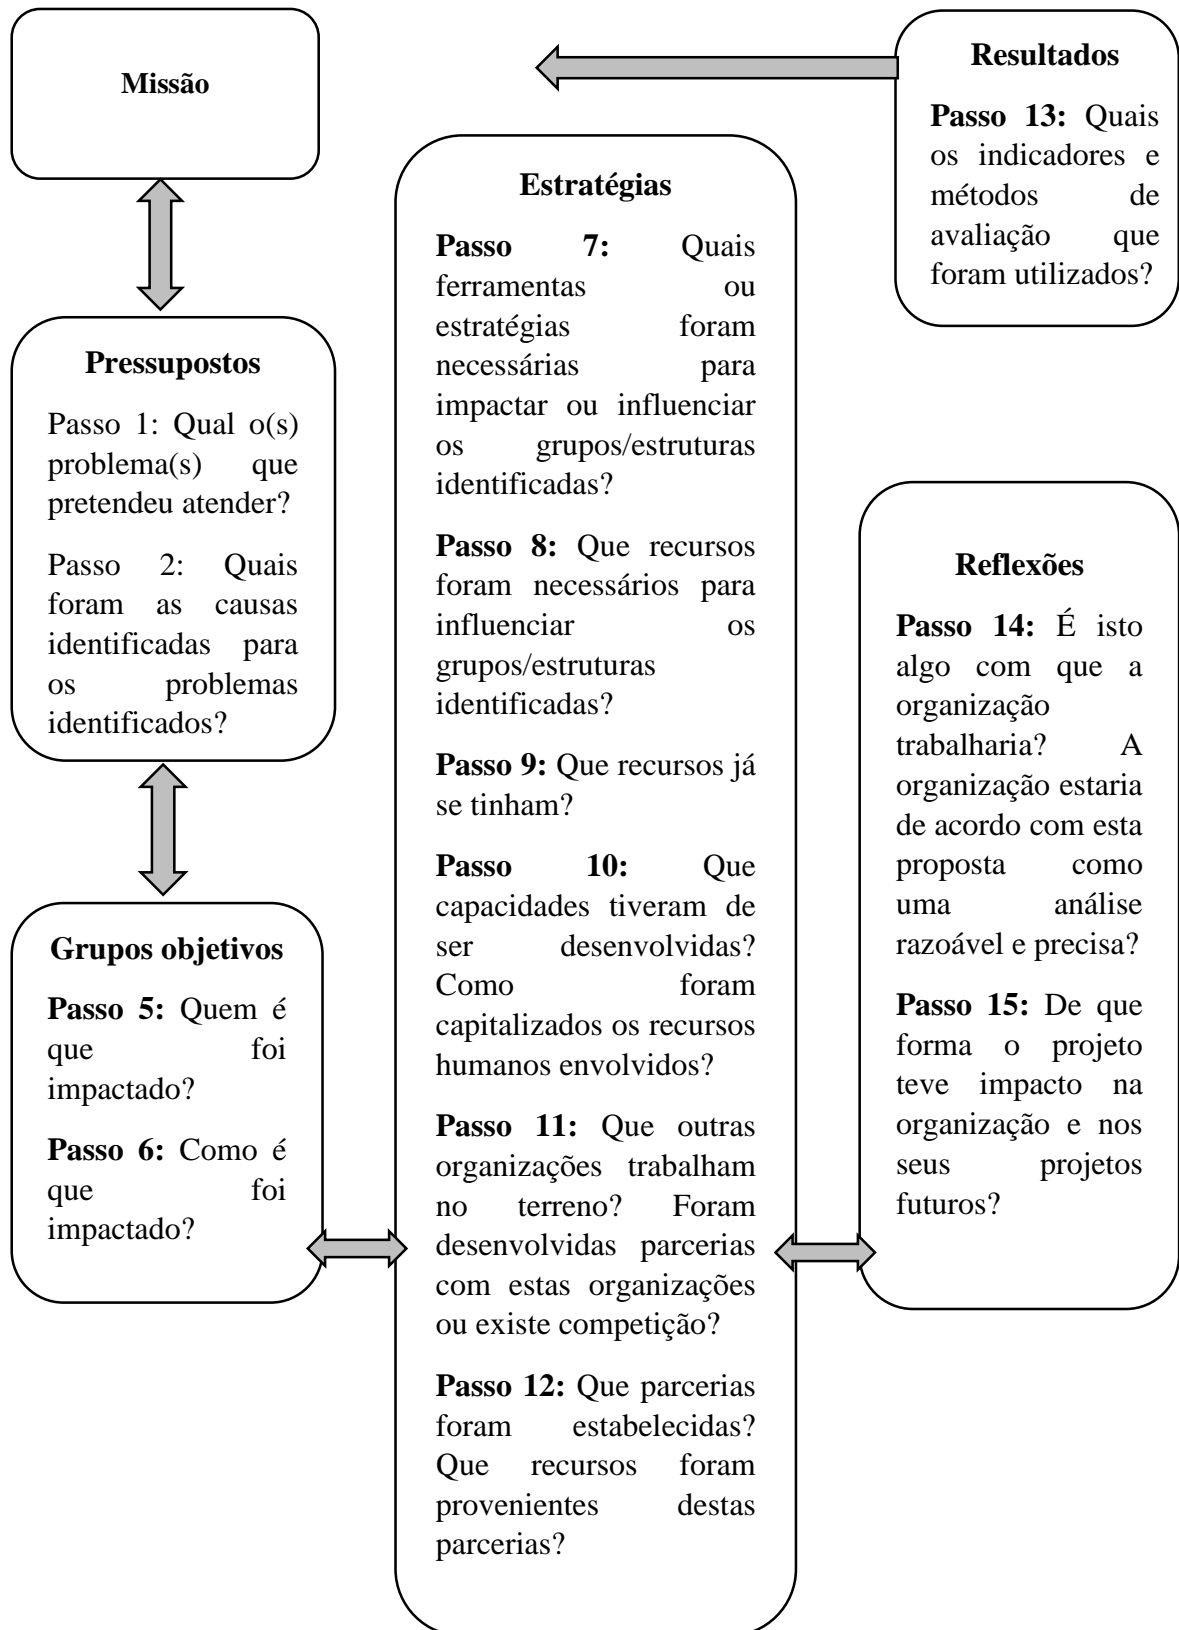 Missão
Pressupostos
Passo 1: Qual o(s)
problema(s) que
pretendeu atender?
Passo 2: Quais
foram as causas
identificadas para
os problemas
identificados?
Grupos objetivos
Passo 5: Quem é
que foi
impactado?
Passo 6: Como é
que foi
impactado?
Estratégias
Passo 7: Quais
ferramentas ou
estratégias foram
necessárias para
impactar ou influenciar
os grupos/estruturas
identificadas?
Passo 8: Que recursos
foram necessários para
influenciar os
grupos/estruturas
identificadas?
Passo 9: Que recursos já
se tinham?
Passo 10: Que
capacidades tiveram de
ser desenvolvidas?
Como foram
capitalizados os recursos
humanos envolvidos?
Passo 11: Que outras
organizações trabalham
no terreno? Foram
desenvolvidas parcerias
com estas organizações
ou existe competição?
Passo 12: Que parcerias
foram estabelecidas?
Que recursos foram
provenientes destas
parcerias?
Resultados
Passo 13: Quais
os indicadores e
métodos de
avaliação que
foram utilizados?
Reflexões
Passo 14: É isto
algo com que a
organização
trabalharia? A
organização estaria
de acordo com esta
proposta como
uma análise
razoável e precisa?
Passo 15: De que
forma o projeto
teve impacto na
organização e nos
seus projetos
futuros?